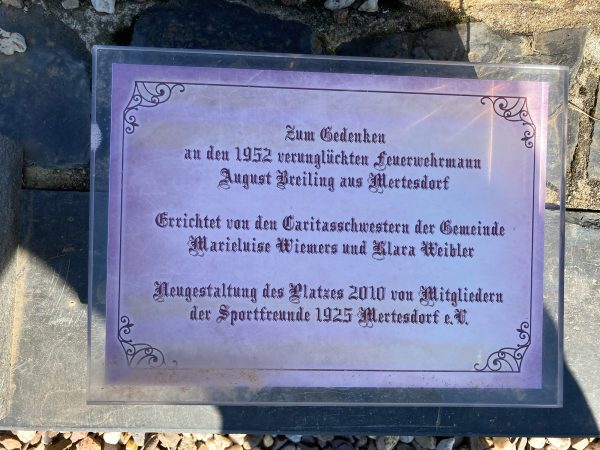 Zum Gedenken
an den 1952 verunglückten Feuerwehrmann
August Breiling aus Mertesdorf
Errichtet von den Caritasschwestern der Gemeinde
Marieluise Wiemers und Klara Weibler
Neugestaltung des Platzes 2010 von Mitgliedern
der Sportfreunde 1925 Mertesdorf e.V.